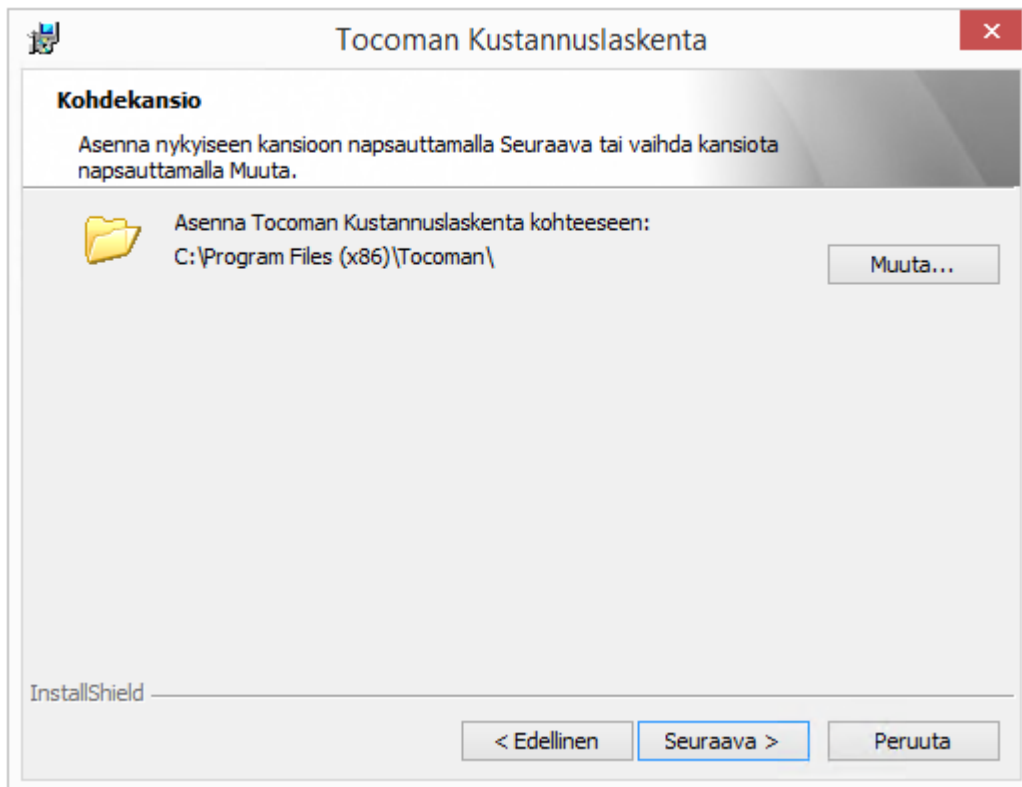 Tocoman Kustannuslaskenta
Kohdekansio
Asenna nykyiseen kansioon napsauttamalla Seuraava tai vaihda kansiota
napsauttamalla Muuta.
Asenna Tocoman Kustannuslaskenta kohteeseen:
C:\Program Files (x86)\Tocoman\
Muuta...
InstallShield
< Edellinen
Seuraava >
Peruuta